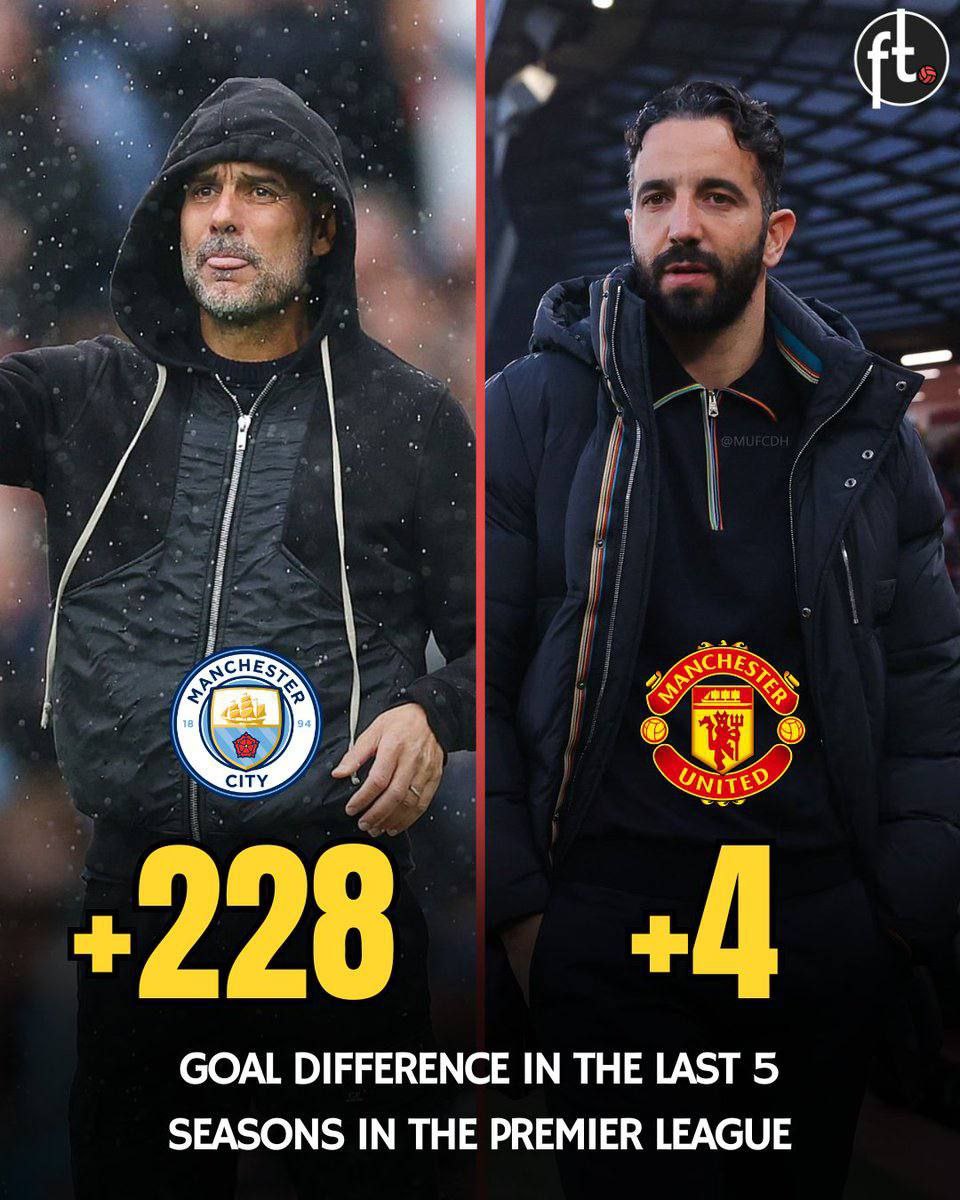 ft.
@MUFCDH
MANCHESTER
18 94
CITY
MANCHESTER
UNITED
+228
+4
GOAL DIFFERENCE IN THE LAST 5
SEASONS IN THE PREMIER LEAGUE